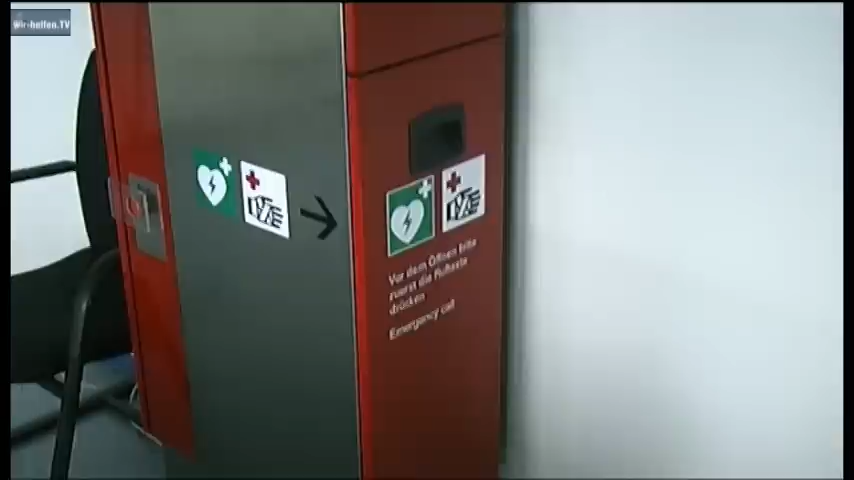 wir-helfen.TV
Vor dem Öffnen bitte
zuerst die Ruftaste
drücken
Emergency call